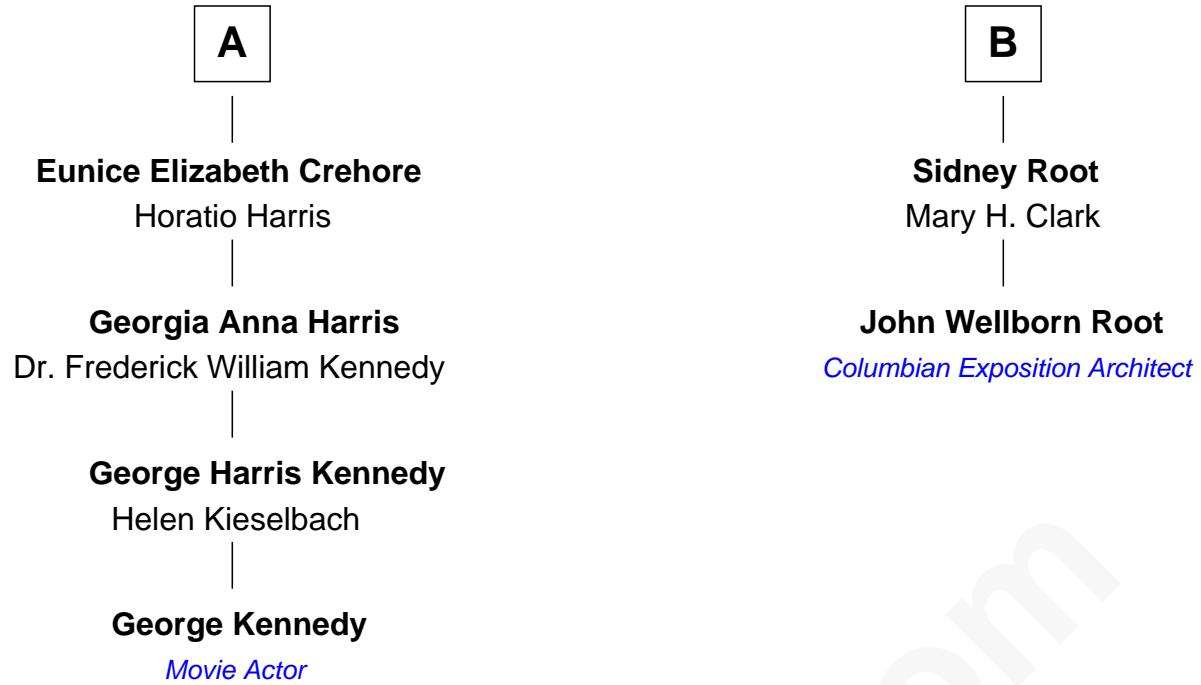 A
Eunice Elizabeth Crehore
Horatio Harris
Georgia Anna Harris
Dr. Frederick William Kennedy
George Harris Kennedy
Helen Kieselbach
George Kennedy
Movie Actor
B
Sidney Root
Mary H. Clark
John Wellborn Root
Columbian Exposition Architect
om